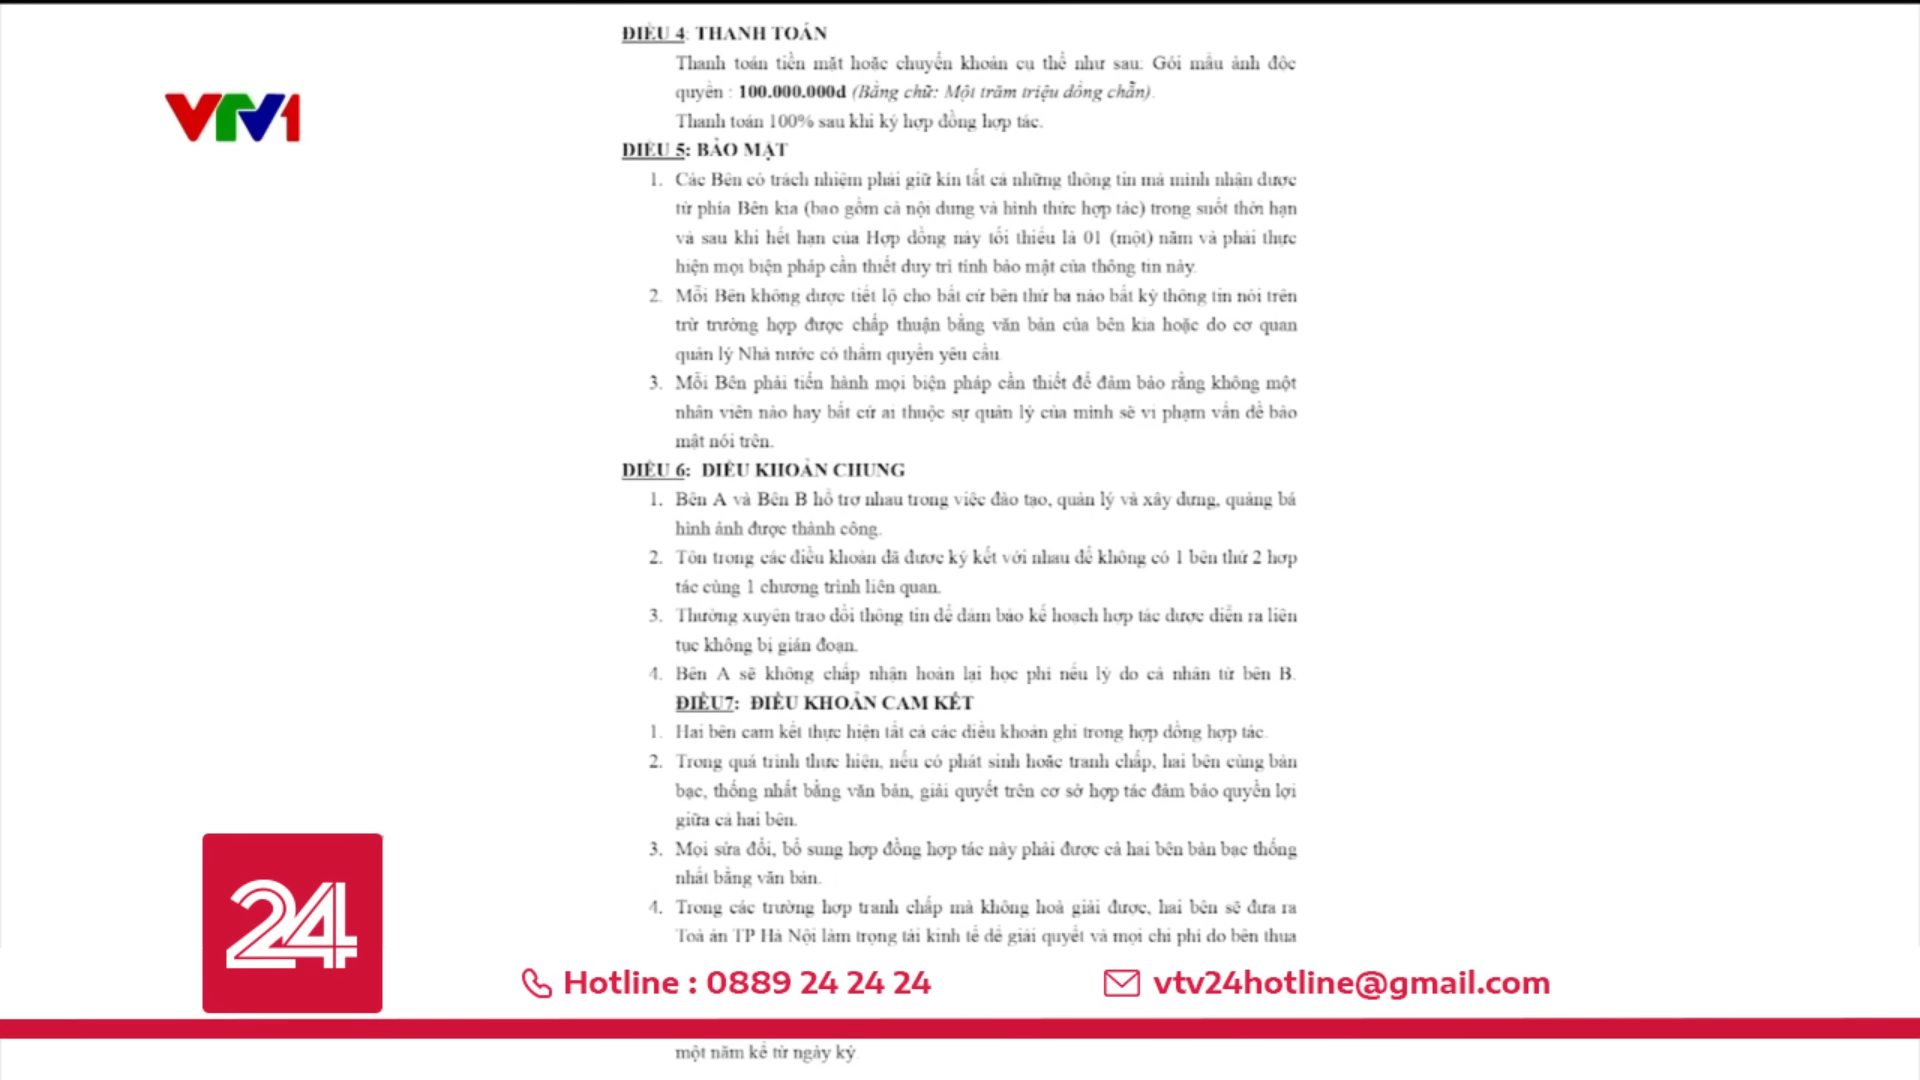 ĐIỀU 4: THANH TOÁN
Thanh toán tiền mặt hoặc chuyển khoản cụ thể như sau: Gói mẫu ảnh độc
quyền : 100.000.000đ (Bằng chữ: Một trăm triệu đồng chẵn).
Thanh toán 100% sau khi ký hợp đồng hợp tác.
VTV1
ĐIỀU 5: BẢO MẬT
1. Các Bên có trách nhiệm phải giữ kín tất cả những thông tin mà mình nhận được
từ phía Bên kia (bao gồm cả nội dung và hình thức hợp tác) trong suốt thời hạn
và sau khi hết hạn của Hợp đồng này tối thiểu là 01 (một) năm và phải thực
hiện mọi biện pháp cần thiết duy trì tính bảo mật của thông tin này.
2. Mỗi Bên không được tiết lộ cho bất cứ bên thứ ba nào bất kỳ thông tin nói trên
trừ trường hợp được chấp thuận bằng văn bản của bên kia hoặc do cơ quan
quản lý Nhà nước có thẩm quyền yêu cầu.
3. Mỗi Bên phải tiến hành mọi biện pháp cần thiết để đảm bảo rằng không một
nhân viên nào hay bất cứ ai thuộc sự quản lý của mình sẽ vi phạm vấn đề bảo
mật nói trên.
ĐIỀU 6: ĐIỀU KHOẢN CHUNG
1. Bên A và Bên B hỗ trợ nhau trong việc đào tạo, quản lý và xây dựng, quảng bá
hình ảnh được thành công.
2. Tôn trọng các điều khoản đã được ký kết với nhau để không có 1 bên thứ 2 hợp
tác cùng 1 chương trình liên quan.
3. Thường xuyên trao đổi thông tin để đảm bảo kế hoạch hợp tác được diễn ra liên
tục không bị gián đoạn.
4. Bên A sẽ không chấp nhận hoàn lại học phí nếu lý do cá nhân từ bên B.
ĐIỀU7: ĐIỀU KHOẢN CAM KẾT
1. Hai bên cam kết thực hiện tất cả các điều khoản ghi trong hợp đồng hợp tác.
2. Trong quá trình thực hiện, nếu có phát sinh hoặc tranh chấp, hai bên cùng bàn
bạc, thống nhất bằng văn bản, giải quyết trên cơ sở hợp tác đảm bảo quyền lợi
giữa cả hai bên.
3. Mọi sửa đổi, bổ sung hợp đồng hợp tác này phải được cả hai bên bàn bạc thống
nhất bằng văn bản.
4. Trong các trường hợp tranh chấp mà không hoà giải được, hai bên sẽ đưa ra
Toà án TP Hà Nội làm trọng tài kinh tế để giải quyết và mọi chi phí do bên thua
24
Hotline : 0889 24 24 24
vtv24hotline@gmail.com
một năm kể từ ngày ký.